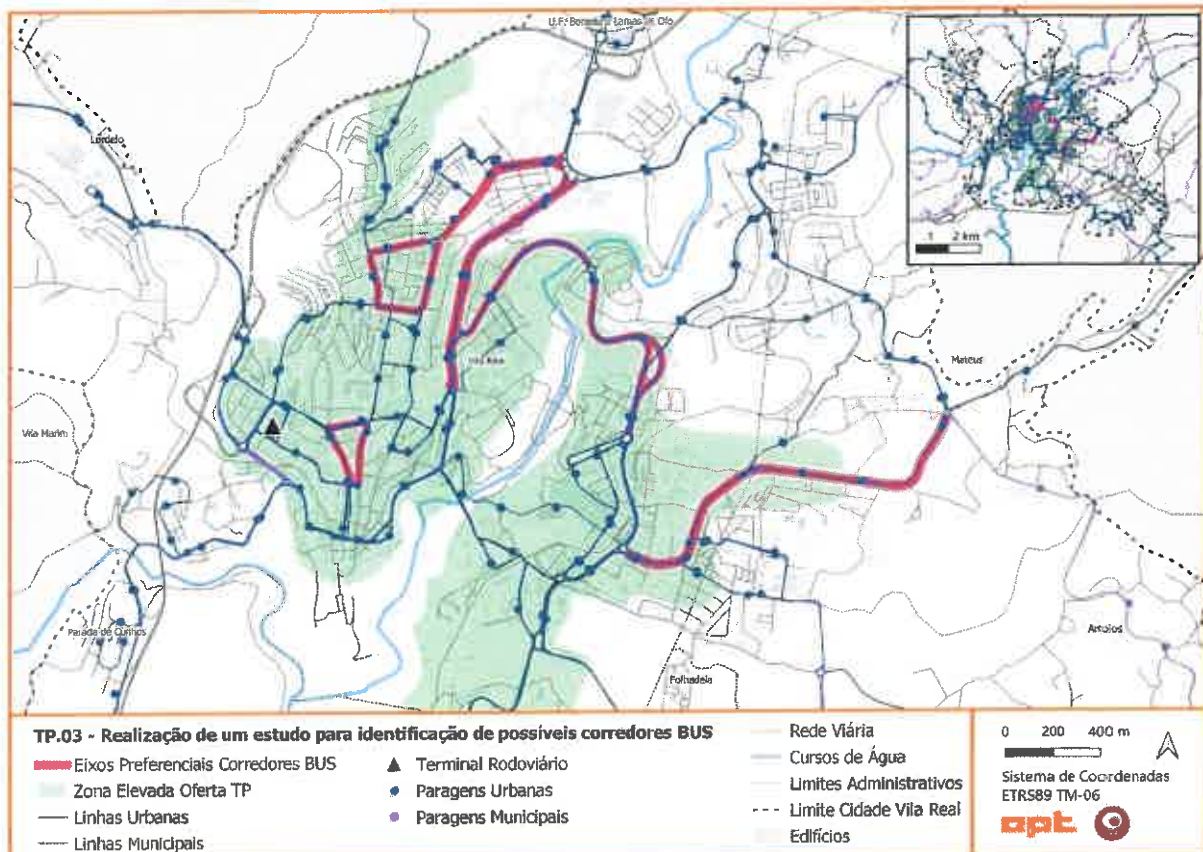 U.F. Borbela e Lamas de Olo
Lordelo
1 2 km
Mateus
Vila Real
Vila Marim
Parada de Cunhos
Arroios
Folhadela
TP.03 - Realização de um estudo para identificação de possíveis corredores BUS
Eixos Preferenciais Corredores BUS
Zona Elevada Oferta TP
Linhas Urbanas
Linhas Municipais
Terminal Rodoviário
Paragens Urbanas
Paragens Municipais
Rede Viária
Cursos de Água
Limites Administrativos
Limite Cidade Vila Real
Edifícios
0 200 400 m
Sistema de Coordenadas
ETRS89 TM-06
opt